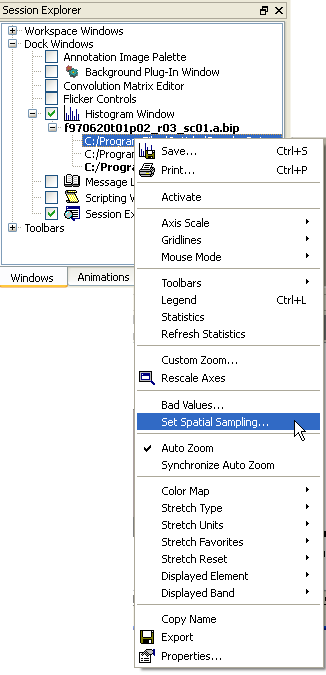 Session Explorer
Workspace Windows
Dock Windows
Annotation Image Palette
Background Plug-In Window
Convolution Matrix Editor
Flicker Controls
Histogram Window
f970620t01p02_r03_sc01.a.bip
C:/Program
C:/Progra
C:/Progr
Message L
Scripting W
Session Ex
Toolbars
Windows
Animations
Save... Ctrl+S
Print... Ctrl+P
Activate
Axis Scale
Gridlines
Mouse Mode
Toolbars
Legend Ctrl+L
Statistics
Refresh Statistics
Custom Zoom...
Rescale Axes
Bad Values...
Set Spatial Sampling...
Auto Zoom
Synchronize Auto Zoom
Color Map
Stretch Type
Stretch Units
Stretch Favorites
Stretch Reset
Displayed Element
Displayed Band
Copy Name
Export
Properties...